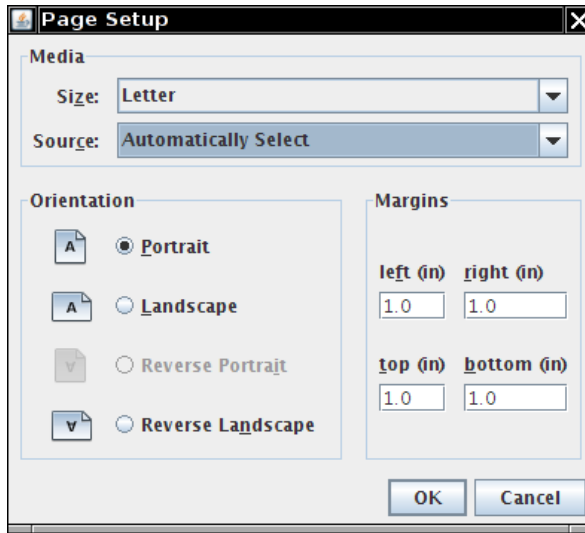 Page Setup
Media
Size: Letter
Source: Automatically Select
Orientation
A Portrait
A Landscape
A Reverse Portrait
A Reverse Landscape
Margins
left (in) right (in)
1.0 1.0
top (in) bottom (in)
1.0 1.0
OK Cancel